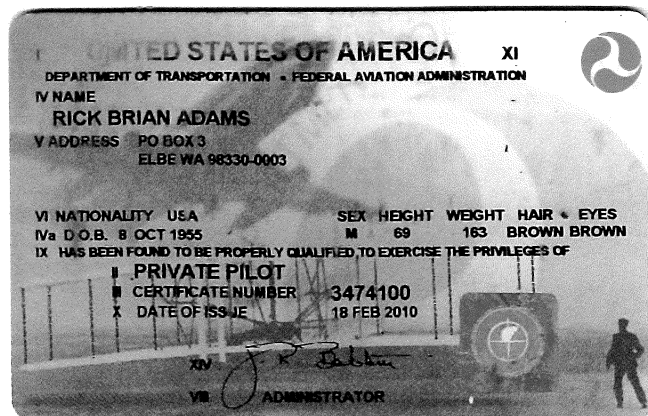 I UNITED STATES OF AMERICA XI
DEPARTMENT OF TRANSPORTATION - FEDERAL AVIATION ADMINISTRATION
IV NAME
RICK BRIAN ADAMS
V ADDRESS PO BOX 3
ELBE WA 98330-0003
VI NATIONALITY USA SEX HEIGHT WEIGHT HAIR EYES
IVa D.O.B. 8 OCT 1955 M 69 163 BROWN BROWN
IX HAS BEEN FOUND TO BE PROPERLY QUALIFIED TO EXERCISE THE PRIVILEGES OF
II PRIVATE PILOT
III CERTIFICATE NUMBER 3474100
X DATE OF ISSUE 18 FEB 2010
XIV
VIII ADMINISTRATOR